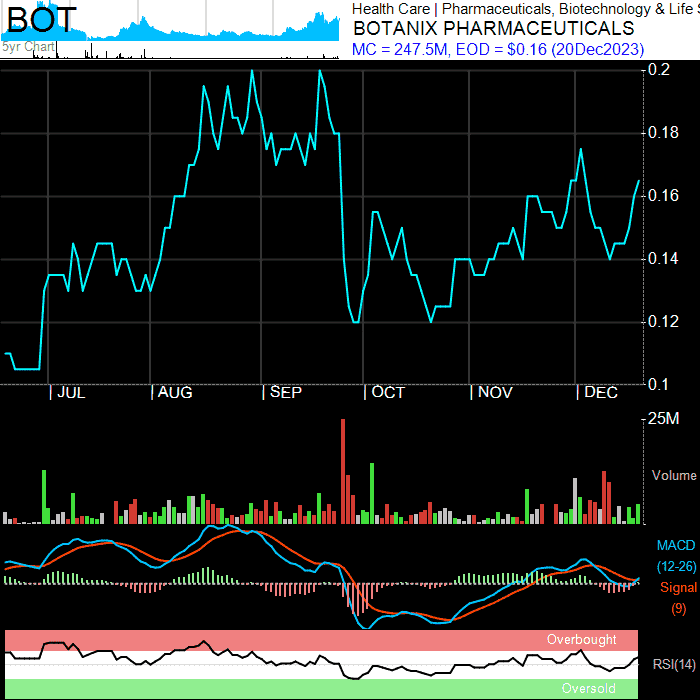 BOT
5yr Chart
Health Care | Pharmaceuticals, Biotechnology & Life S
BOTANIX PHARMACEUTICALS
MC = 247.5M, EOD = $0.16 (20Dec2023)
0.2
0.18
0.16
0.14
0.12
0.1
| JUL | AUG | SEP | OCT | NOV | DEC
25M
Volume
MACD
(12-26)
Signal
(9)
Overbought
RSI(14)
Oversold